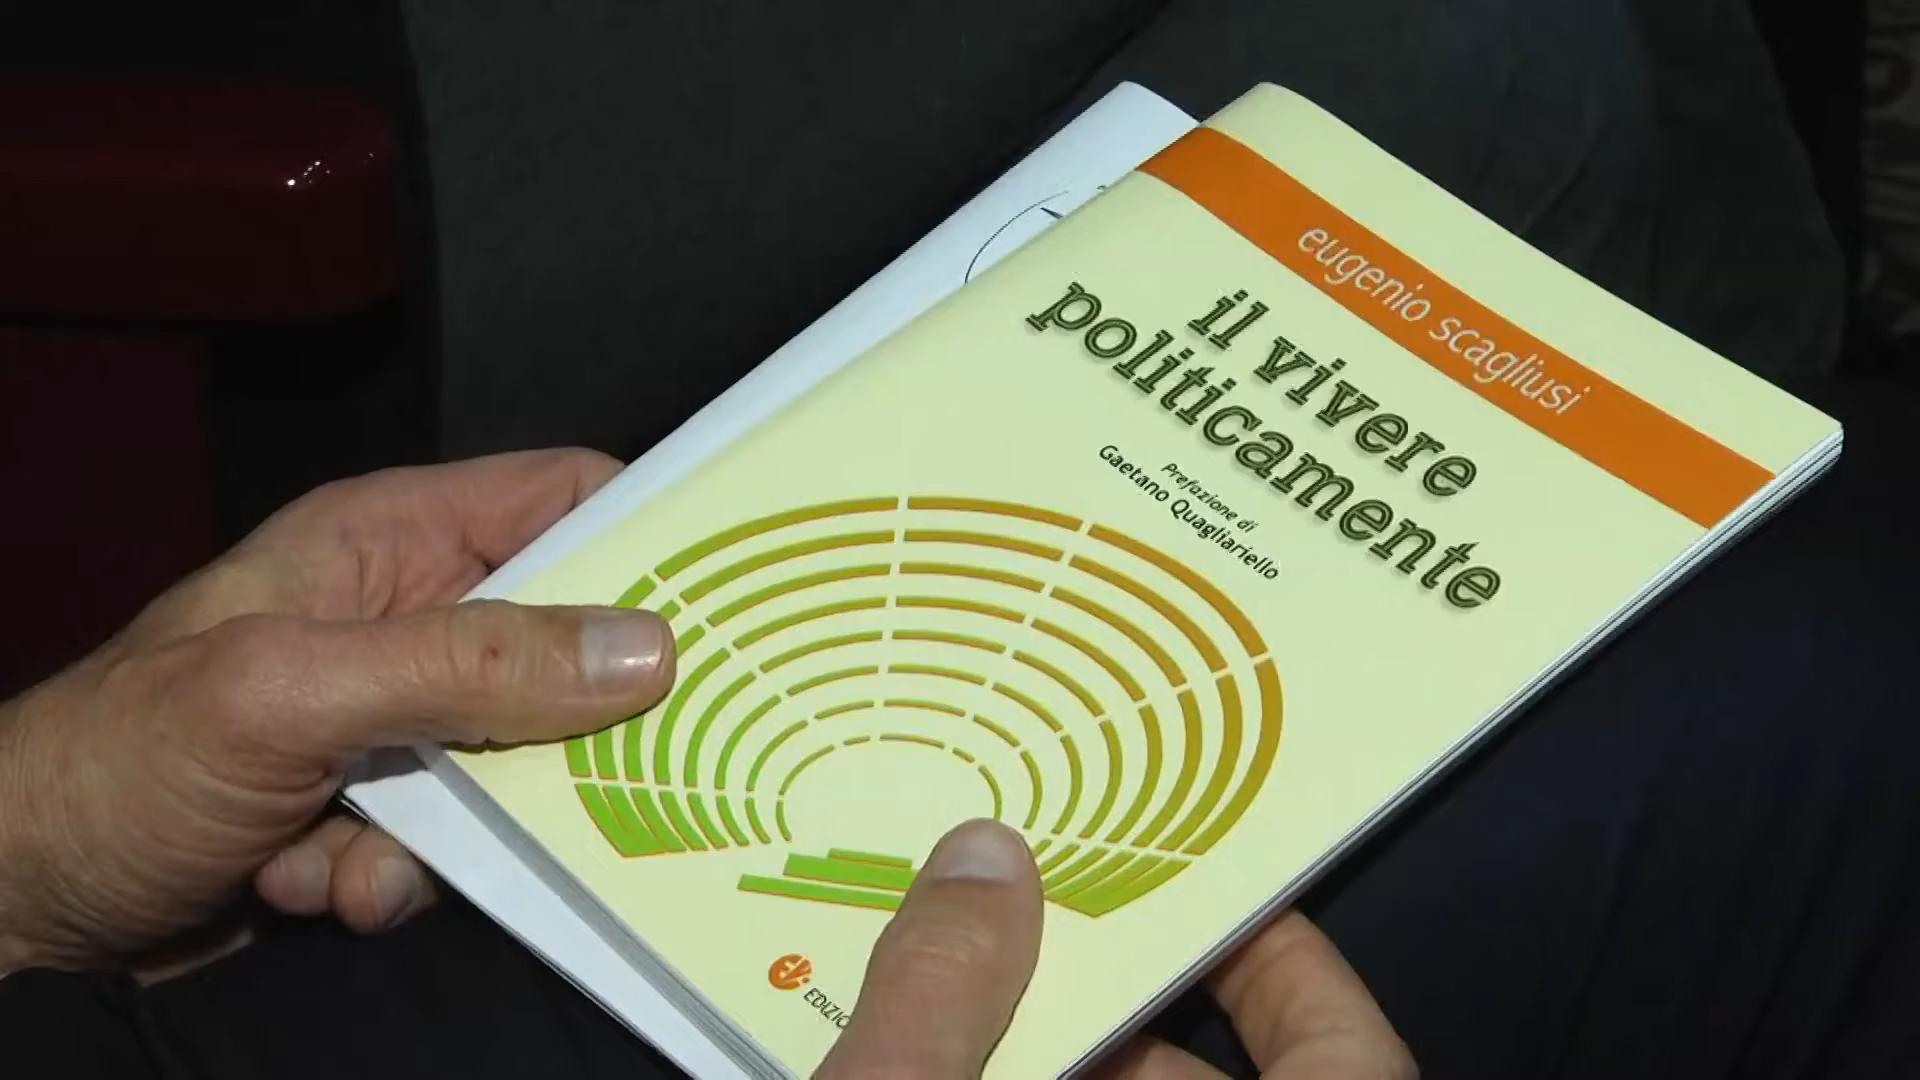 eugenio scagliusi
il vivere
politicamente
Prefazione di
Gaetano Quagliariello